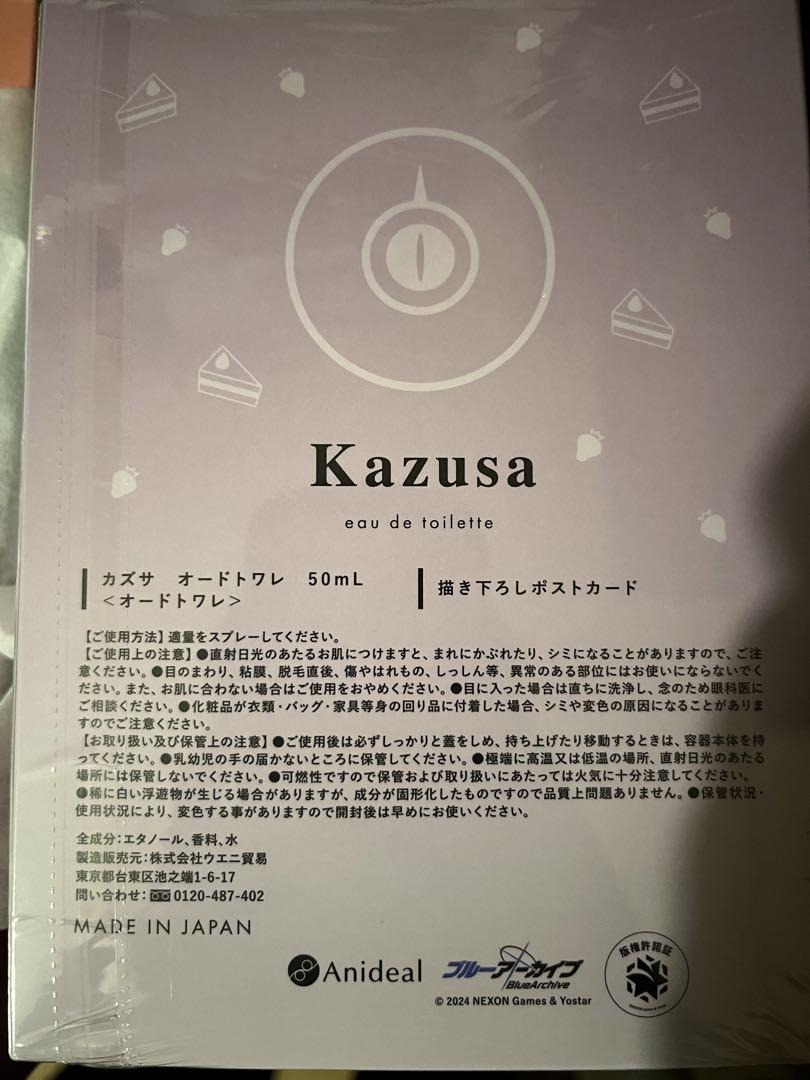 Kazusa
eau de toilette
カズサ　オードトワレ　50mL
＜オードトワレ＞
描き下ろしポストカード
【ご使用方法】適量をスプレーしてください。
【ご使用上の注意】●直射日光のあたるお肌につけますと、まれにかぶれたり、シミになることがありますので、ご注
意ください。●目のまわり、粘膜、脱毛直後、傷やはれもの、しっしん等、異常のある部位にはお使いにならないでく
ださい。また、お肌に合わない場合はご使用をおやめください。●目に入った場合は直ちに洗浄し、念のため眼科医に
ご相談ください。●化粧品が衣類・バッグ・家具等身の回り品に付着した場合、シミや変色の原因になることがありま
すのでご注意ください。
【お取り扱い及び保管上の注意】●ご使用後は必ずしっかりと蓋をしめ、持ち上げたり移動するときは、容器本体を持
ってください。●乳幼児の手の届かないところに保管してください。●極端に高温又は低温の場所、直射日光のあたる
場所には保管しないでください。●可燃性ですので保管および取り扱いにあたっては火気に十分注意してください。
●稀に白い浮遊物が生じる場合がありますが、成分が固形化したものですので品質上問題ありません。●保管状況・
使用状況により、変色する事がありますので開封後は早めにお使いください。
全成分：エタノール、香料、水
製造販売元：株式会社ウエニ貿易
東京都台東区池之端1-6-17
問い合わせ：0120-487-402
MADE IN JAPAN
Anideal
ブルーアーカイブ
BlueArchive
© 2024 NEXON Games & Yostar
版権許諾証
NEXON Games & Yostar